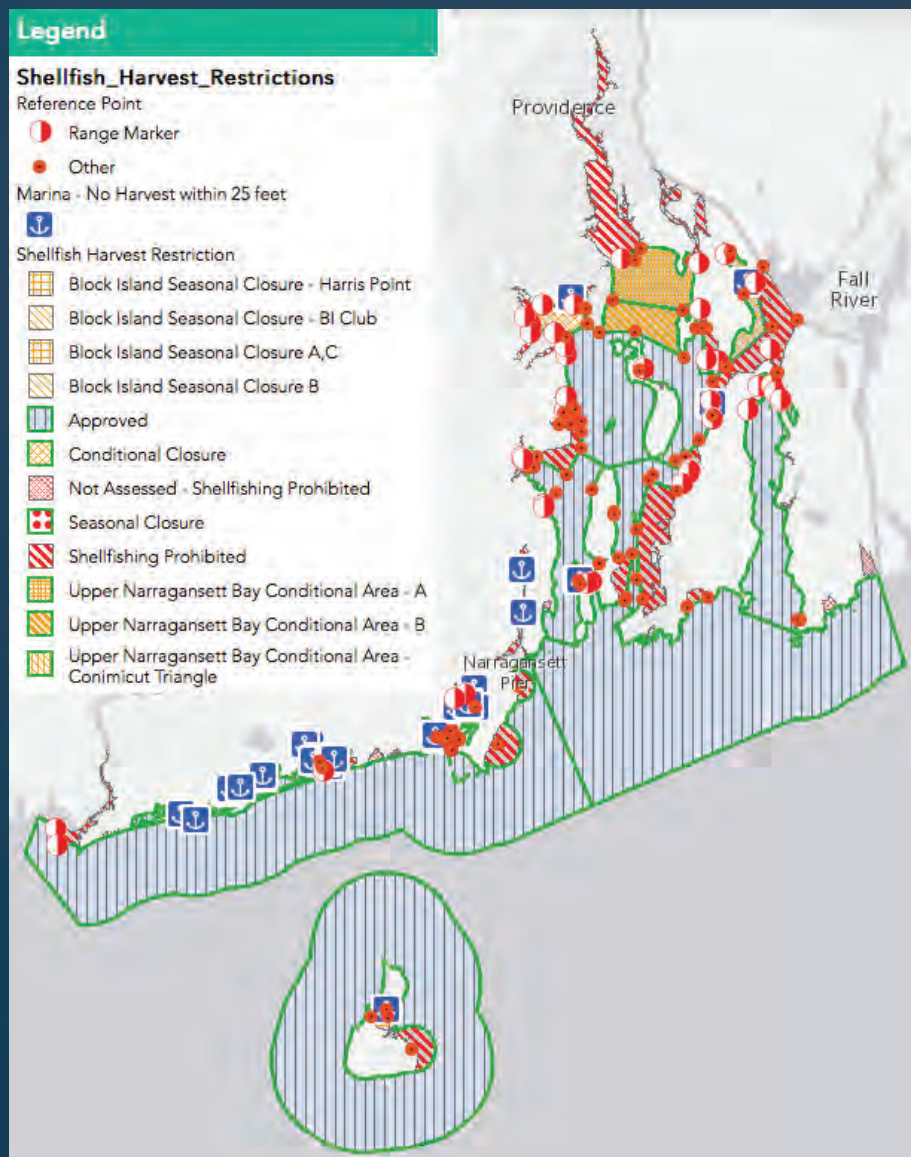 Legend
Shellfish_Harvest_Restrictions
Reference Point
Range Marker
Other
Marina - No Harvest within 25 feet
Shellfish Harvest Restriction
Block Island Seasonal Closure - Harris Point
Block Island Seasonal Closure - BI Club
Block Island Seasonal Closure A,C
Block Island Seasonal Closure B
Approved
Conditional Closure
Not Assessed - Shellfishing Prohibited
Seasonal Closure
Shellfishing Prohibited
Upper Narragansett Bay Conditional Area - A
Upper Narragansett Bay Conditional Area - B
Upper Narragansett Bay Conditional Area -
Conimicut Triangle
Providence
Fall
River
Narragansett
Pier